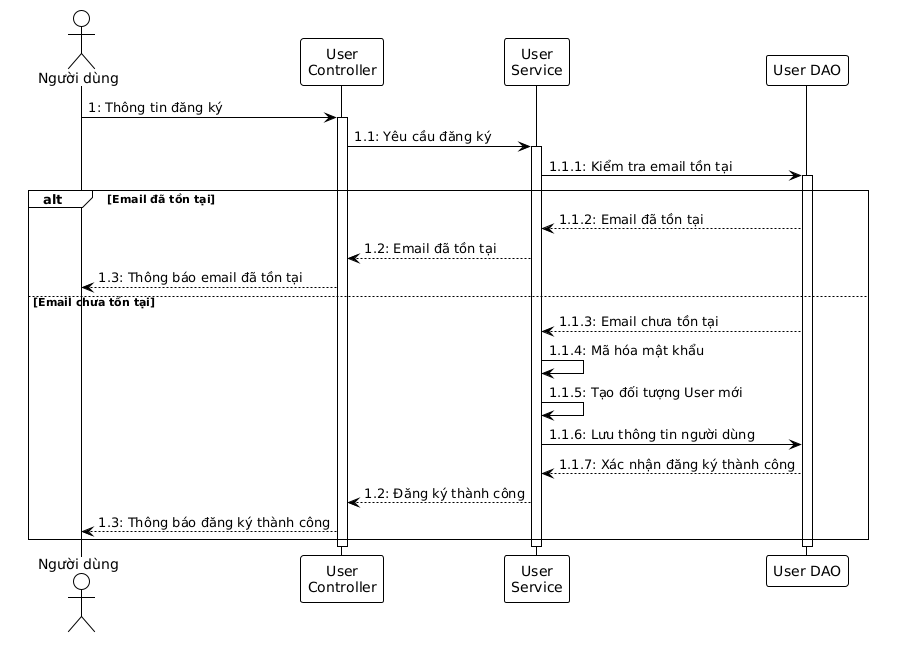 Người dùng
User
Controller
User
Service
User DAO
1: Thông tin đăng ký
1.1: Yêu cầu đăng ký
1.1.1: Kiểm tra email tồn tại
alt [Email đã tồn tại]
1.1.2: Email đã tồn tại
1.2: Email đã tồn tại
1.3: Thông báo email đã tồn tại
[Email chưa tồn tại]
1.1.3: Email chưa tồn tại
1.1.4: Mã hóa mật khẩu
1.1.5: Tạo đối tượng User mới
1.1.6: Lưu thông tin người dùng
1.1.7: Xác nhận đăng ký thành công
1.2: Đăng ký thành công
1.3: Thông báo đăng ký thành công
Người dùng
User
Controller
User
Service
User DAO